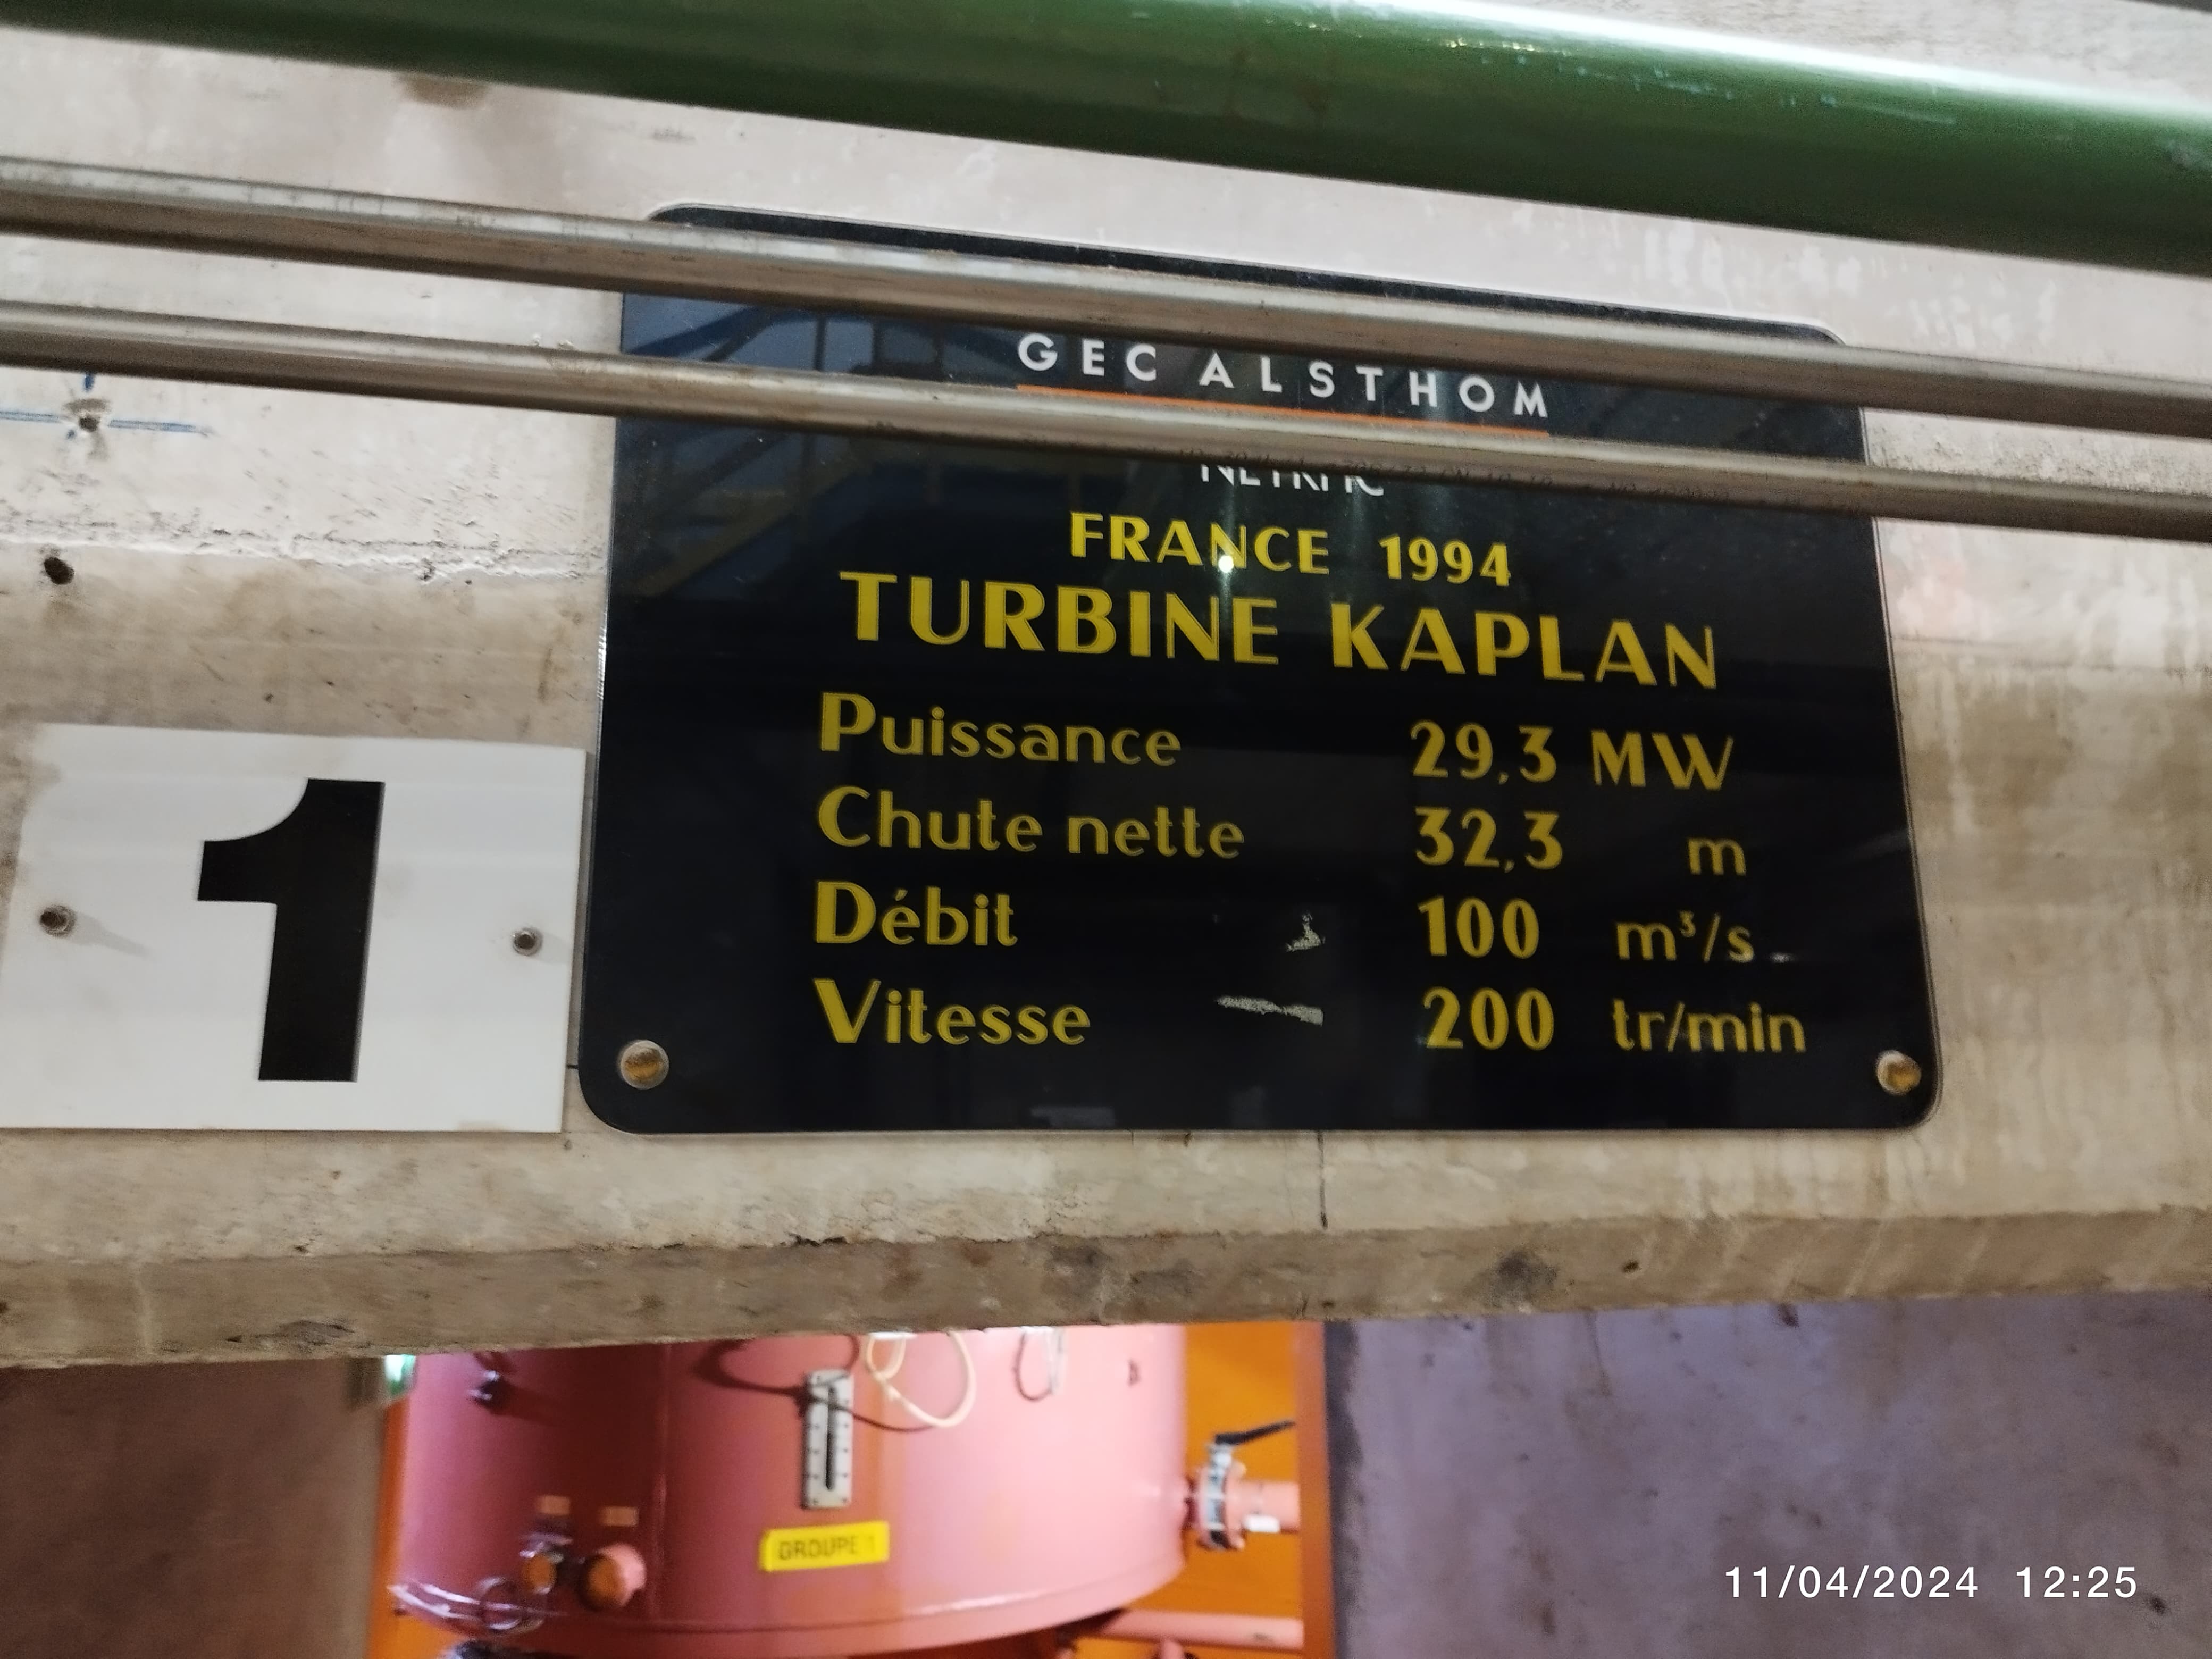 GEC ALSTHOM
FRANCE 1994
TURBINE KAPLAN
Puissance 29,3 MW
Chute nette 32,3 m
Débit 100 m³/s
Vitesse 200 tr/min
1
GROUPE 1
11/04/2024 12:25